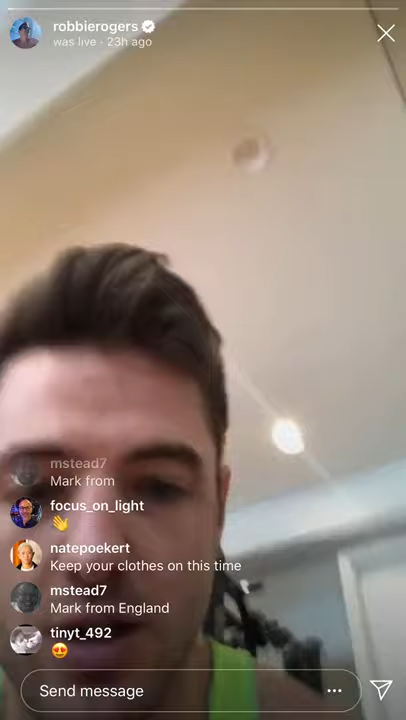 robbierogers
was live · 23h ago
mstead7
Mark from
focus_on_light
👋
natepoekert
Keep your clothes on this time
mstead7
Mark from England
tinyt_492
😍
Send message